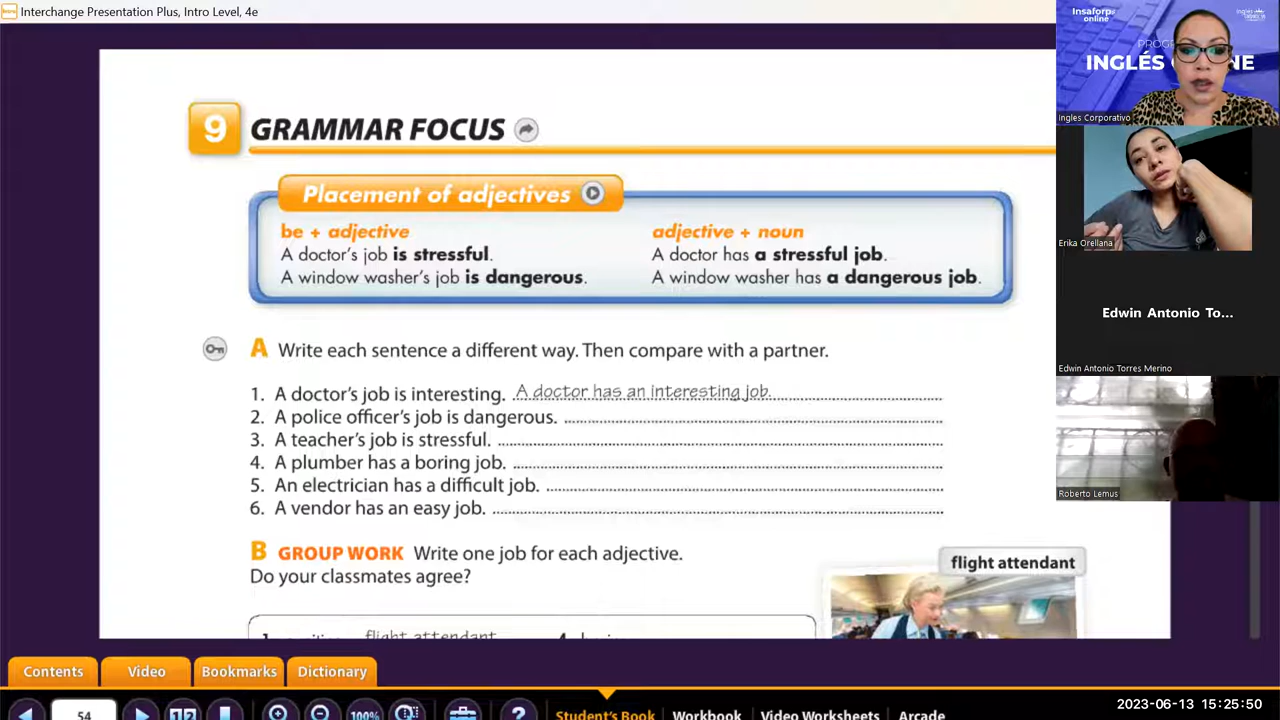 Interchange Presentation Plus, Intro Level, 4e
Insaforp
online
INGLÉS
NE
Ingles Corporativo
9 GRAMMAR FOCUS
Placement of adjectives
be + adjective
A doctor's job is stressful.
A window washer's job is dangerous.
adjective + noun
A doctor has a stressful job.
A window washer has a dangerous job.
A Write each sentence a different way. Then compare with a partner.
1. A doctor's job is interesting. A doctor has an interesting job.
2. A police officer's job is dangerous.
3. A teacher's job is stressful.
4. A plumber has a boring job.
5. An electrician has a difficult job.
6. A vendor has an easy job.
B GROUP WORK Write one job for each adjective.
Do your classmates agree?
flight attendant
flight attendant
Erika Orellana
Edwin Antonio To...
Edwin Antonio Torres Merino
Roberto Lemus
Contents Video Bookmarks Dictionary
54 100% ?
Student's Book Workbook Video Worksheets Arcade
2023-06-13 15:25:50